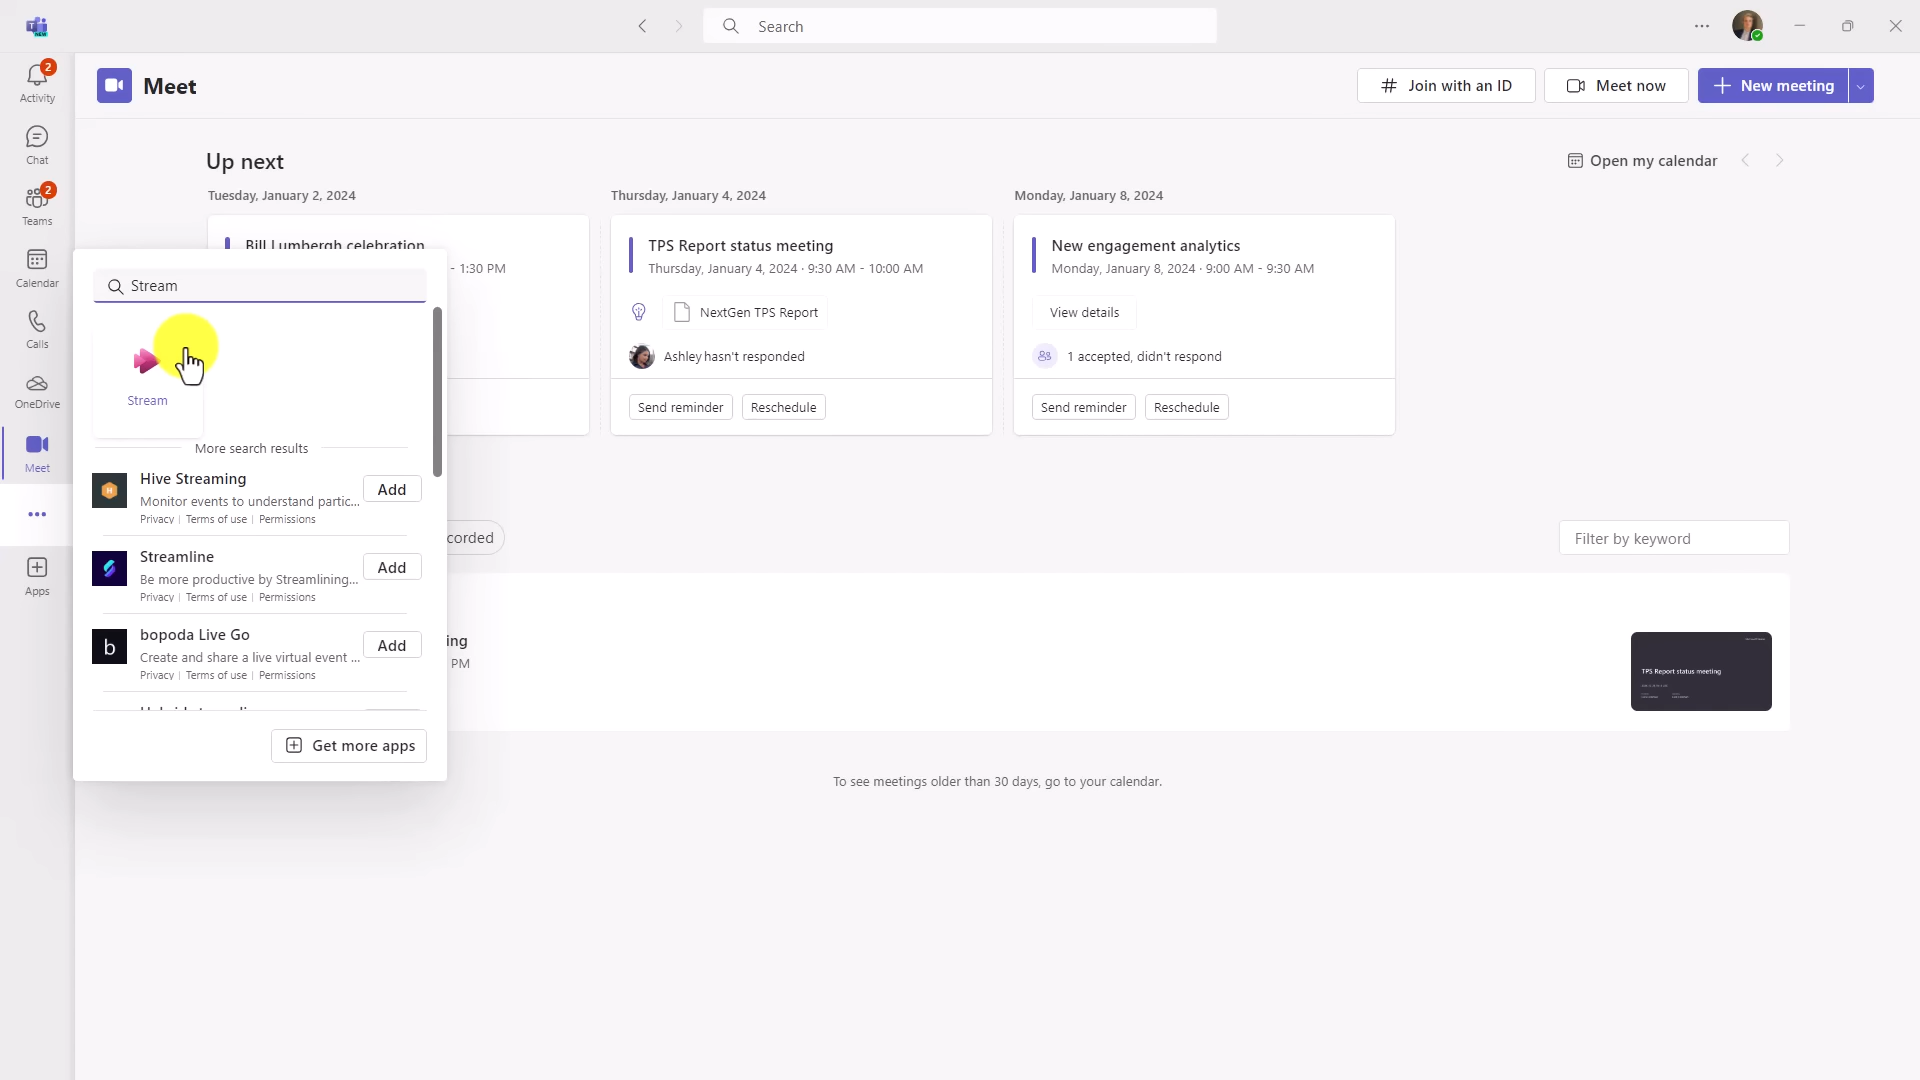 NEW
Search
2
Activity
Chat
2
Teams
Calendar
Calls
OneDrive
Meet
Apps
Meet
Join with an ID
Meet now
New meeting
Up next
Open my calendar
Tuesday, January 2, 2024
Bill Lumbergh celebration
- 1:30 PM
Thursday, January 4, 2024
TPS Report status meeting
Thursday, January 4, 2024 · 9:30 AM - 10:00 AM
NextGen TPS Report
Ashley hasn't responded
Send reminder
Reschedule
Monday, January 8, 2024
New engagement analytics
Monday, January 8, 2024 · 9:00 AM - 9:30 AM
View details
1 accepted, didn't respond
Send reminder
Reschedule
Stream
Stream
More search results
Hive Streaming
Monitor events to understand partic...
Privacy | Terms of use | Permissions
Add
Streamline
Be more productive by Streamlining...
Privacy | Terms of use | Permissions
Add
b
bopoda Live Go
Create and share a live virtual event ...
Privacy | Terms of use | Permissions
Add
Get more apps
corded
Filter by keyword
ing
PM
TPS Report status meeting
To see meetings older than 30 days, go to your calendar.